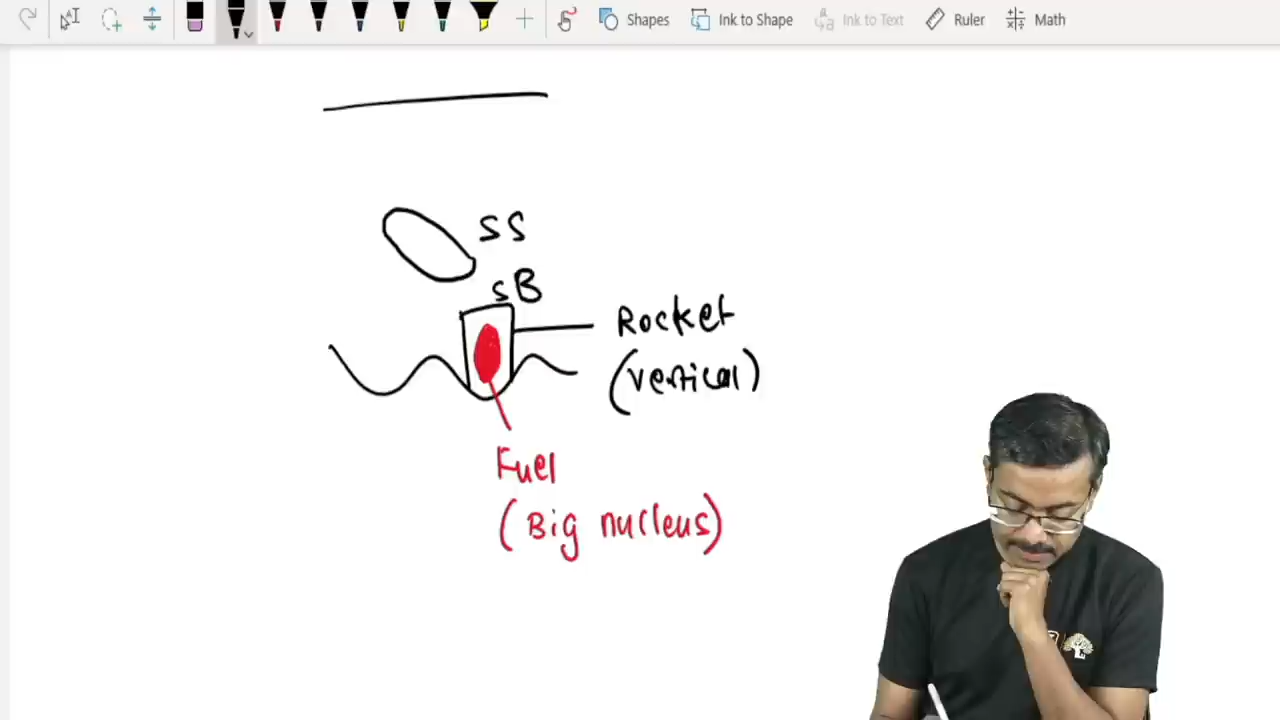 Shapes Ink to Shape Ink to Text Ruler Math
SS
SB
Rocket
(vertical)
Fuel
(Big nucleus)